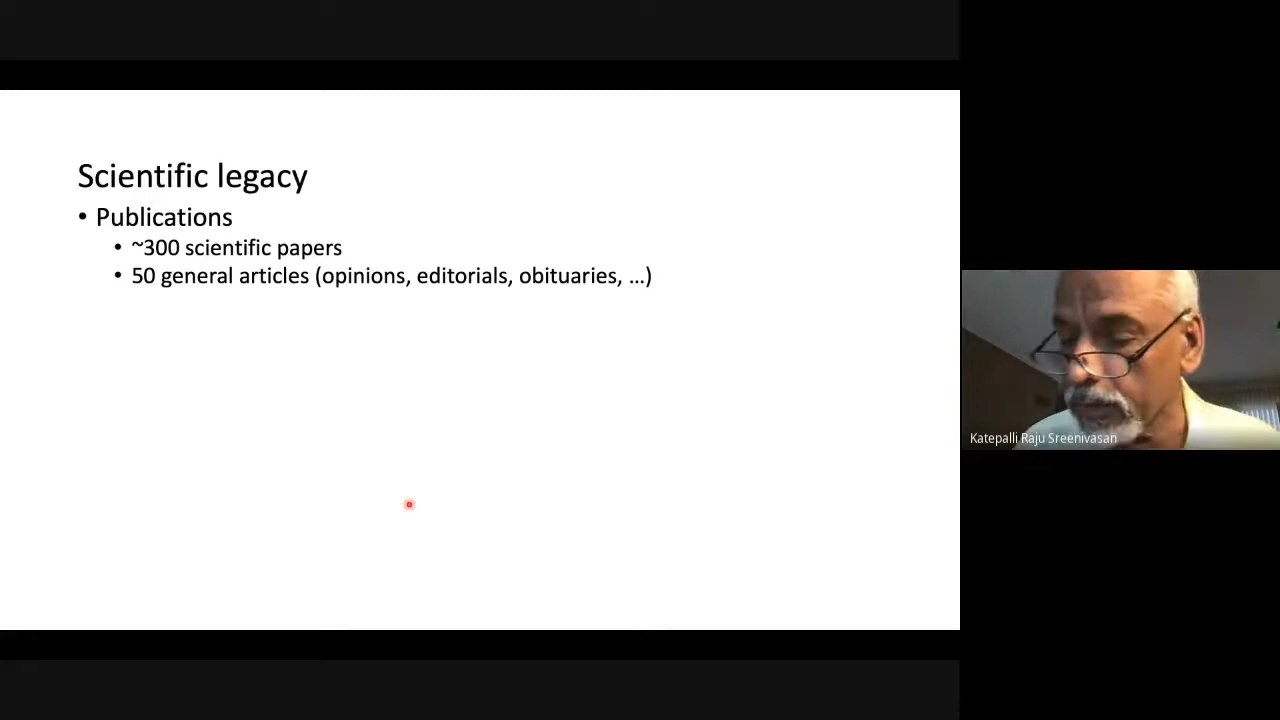 Scientific legacy
• Publications
• ~300 scientific papers
• 50 general articles (opinions, editorials, obituaries, ...)
Katepalli Raju Sreenivasan